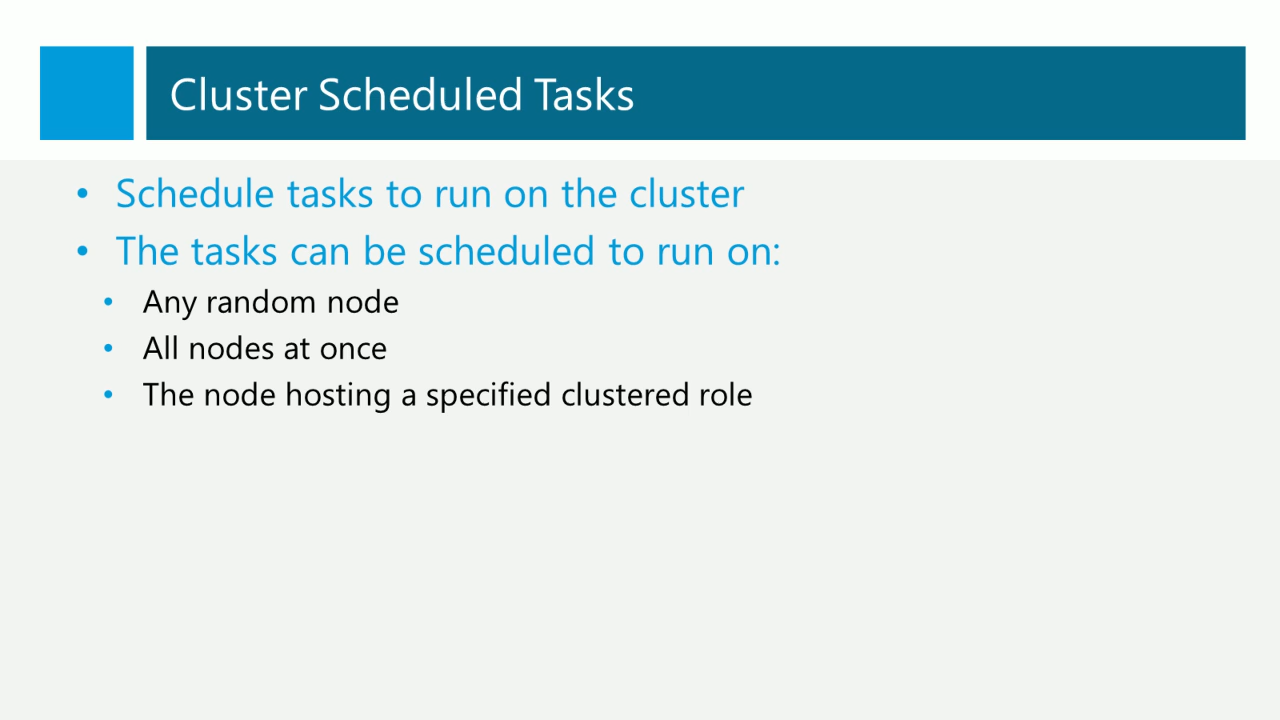 Cluster Scheduled Tasks
• Schedule tasks to run on the cluster
• The tasks can be scheduled to run on:
• Any random node
• All nodes at once
• The node hosting a specified clustered role